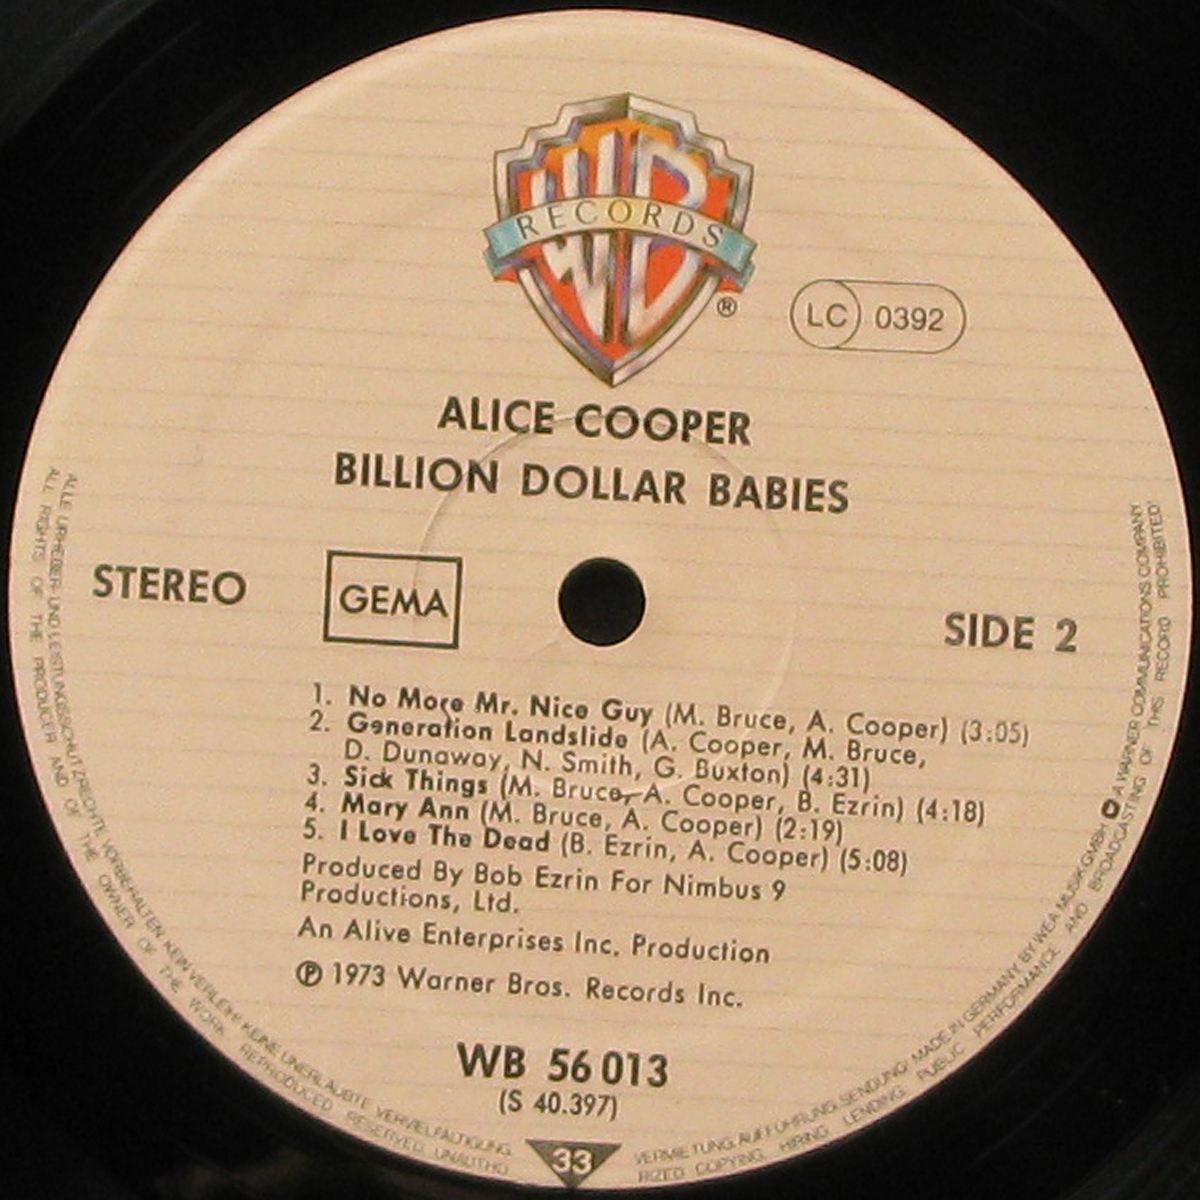 RECORDS
®
LC 0392
ALICE COOPER
BILLION DOLLAR BABIES
STEREO
GEMA
SIDE 2
1. No More Mr. Nice Guy (M. Bruce, A. Cooper) (3:05)
2. Generation Landslide (A. Cooper, M. Bruce,
D. Dunaway, N. Smith, G. Buxton) (4:31)
3. Sick Things (M. Bruce, A. Cooper, B. Ezrin) (4:18)
4. Mary Ann (M. Bruce, A. Cooper) (2:19)
5. I Love The Dead (B. Ezrin, A. Cooper) (5:08)
Produced By Bob Ezrin For Nimbus 9
Productions, Ltd.
An Alive Enterprises Inc. Production
℗ 1973 Warner Bros. Records Inc.
WB 56 013
(S 40.397)
33
ALLE URHEBER- UND LEISTUNGSSCHUTZRECHTE VORBEHALTEN KEIN VERLEIH! KEINE UNERLAUBTE VERVIELFÄLTIGUNG, VERMIETUNG, AUFFÜHRUNG, SENDUNG! MADE IN GERMANY BY WEA MUSIK GMBH A WARNER COMMUNICATIONS COMPANY
ALL RIGHTS OF THE PRODUCER AND OF THE OWNER OF THE WORK REPRODUCED RESERVED. UNAUTHORIZED COPYING, HIRING, LENDING, PUBLIC PERFORMANCE AND BROADCASTING OF THIS RECORD PROHIBITED!